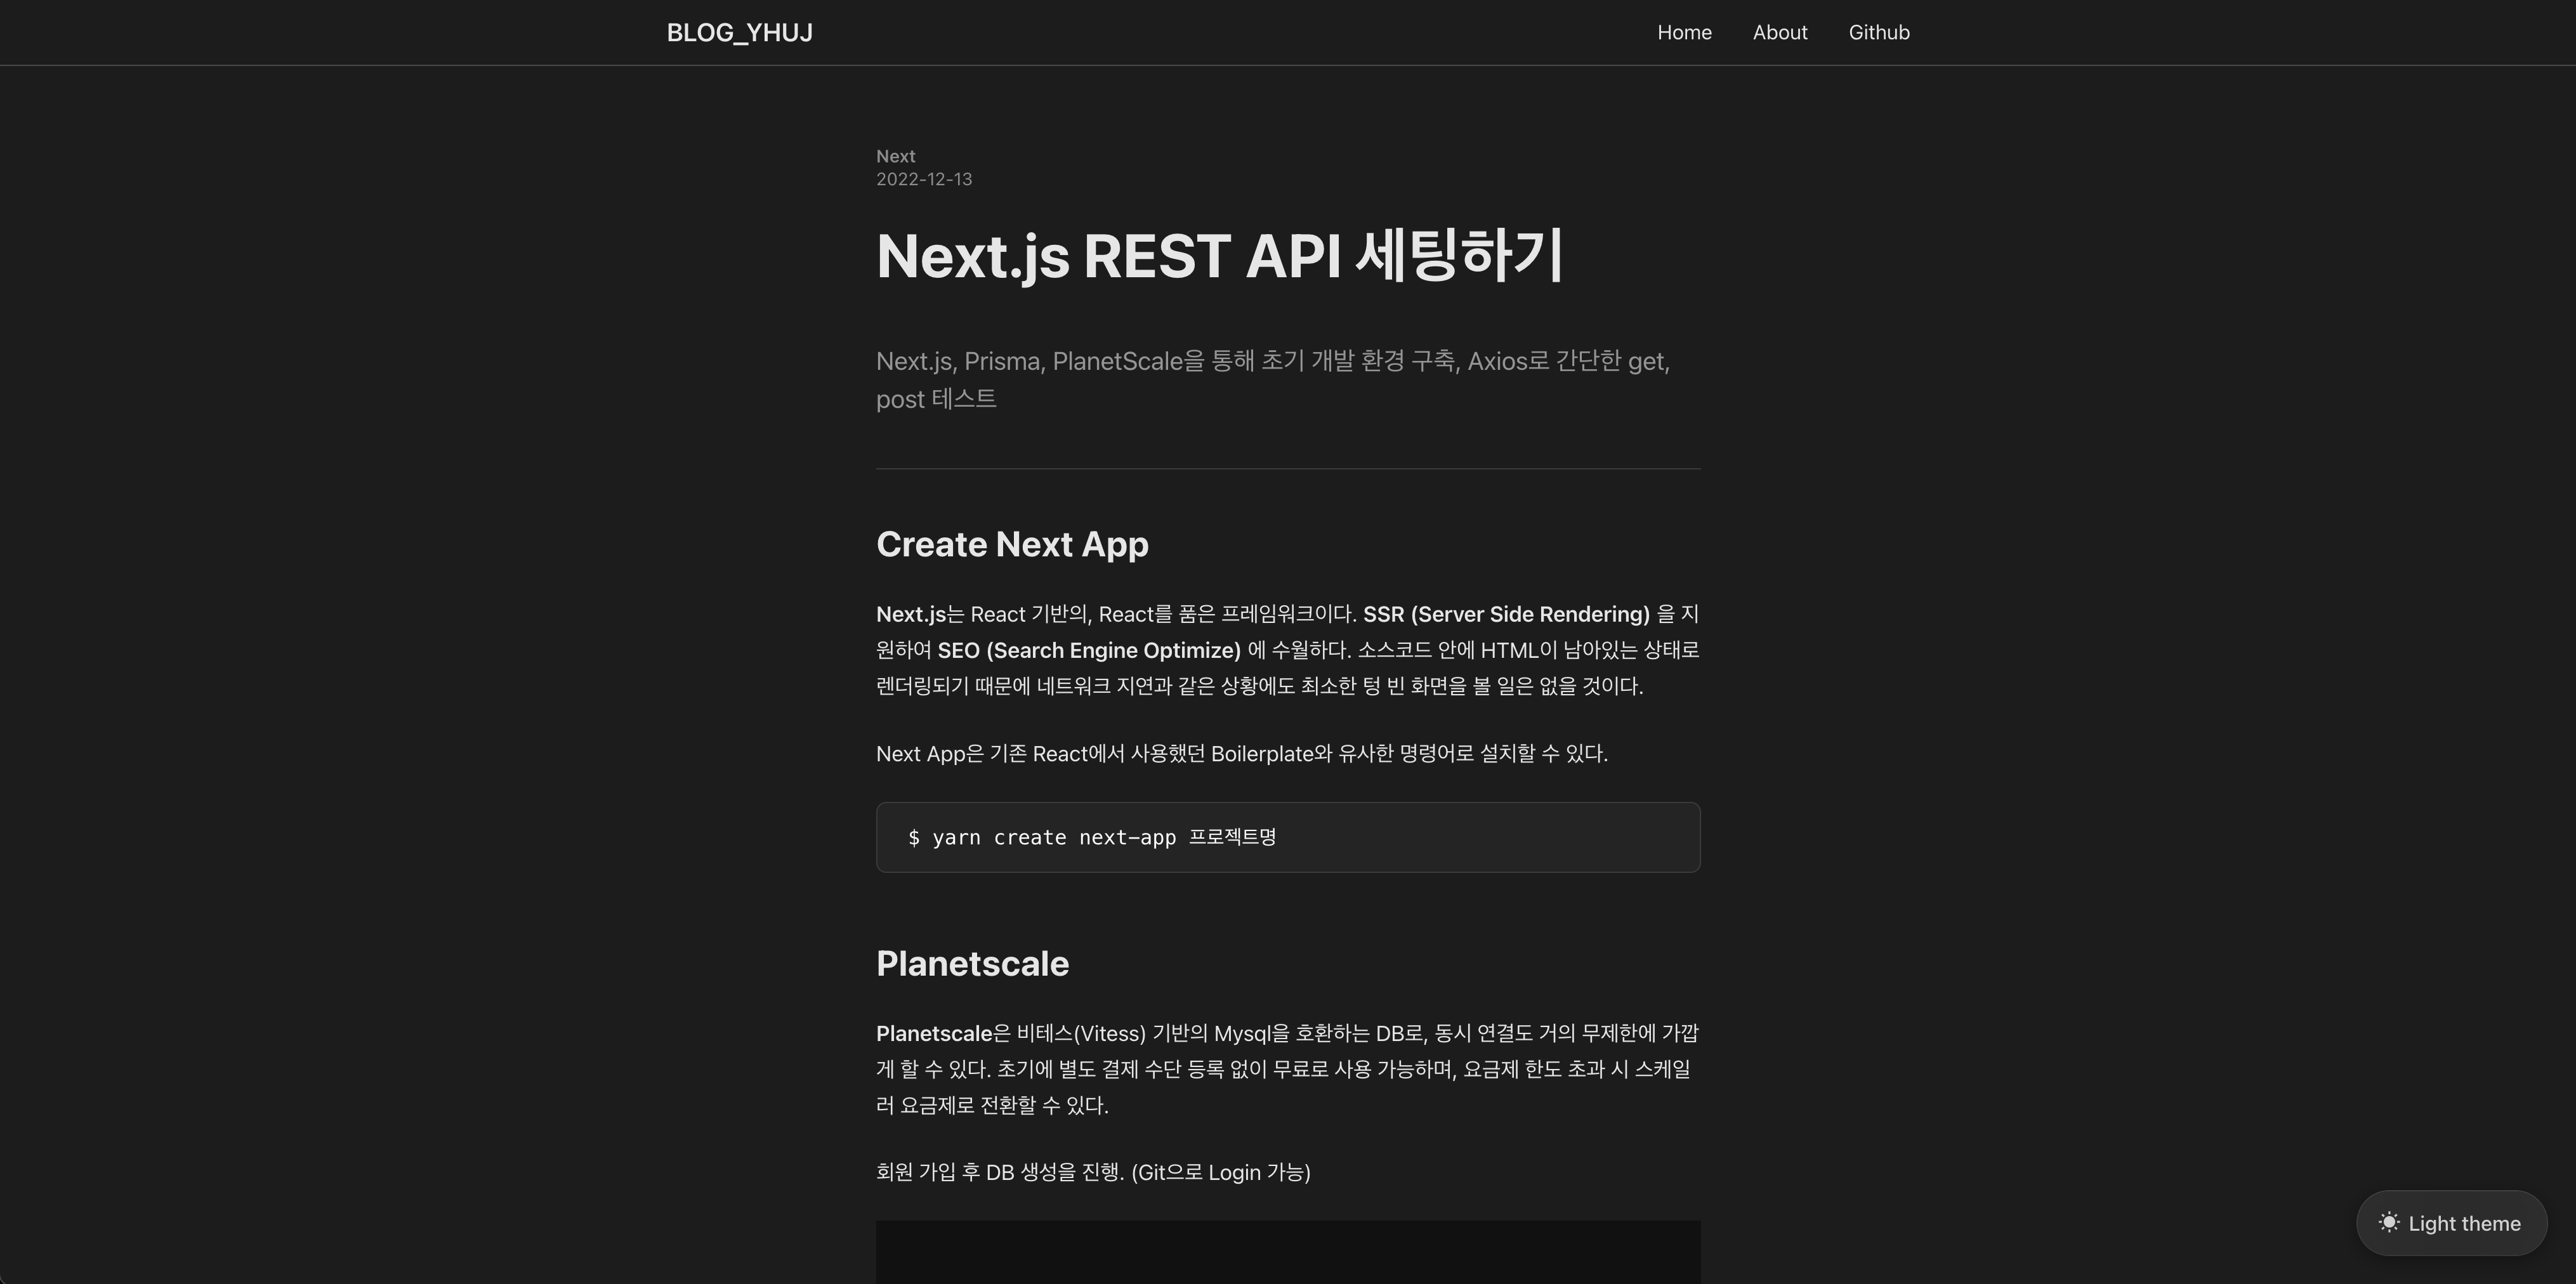 BLOG_YHUJ
Home About Github
Next
2022-12-13
Next.js REST API 세팅하기
Next.js, Prisma, PlanetScale을 통해 초기 개발 환경 구축, Axios로 간단한 get,
post 테스트
Create Next App
Next.js는 React 기반의, React를 품은 프레임워크이다. SSR (Server Side Rendering) 을 지
원하여 SEO (Search Engine Optimize) 에 수월하다. 소스코드 안에 HTML이 남아있는 상태로
렌더링되기 때문에 네트워크 지연과 같은 상황에도 최소한 텅 빈 화면을 볼 일은 없을 것이다.
Next App은 기존 React에서 사용했던 Boilerplate와 유사한 명령어로 설치할 수 있다.
$ yarn create next-app 프로젝트명
Planetscale
Planetscale은 비테스(Vitess) 기반의 Mysql을 호환하는 DB로, 동시 연결도 거의 무제한에 가깝
게 할 수 있다. 초기에 별도 결제 수단 등록 없이 무료로 사용 가능하며, 요금제 한도 초과 시 스케일
러 요금제로 전환할 수 있다.
회원 가입 후 DB 생성을 진행. (Git으로 Login 가능)
Light theme